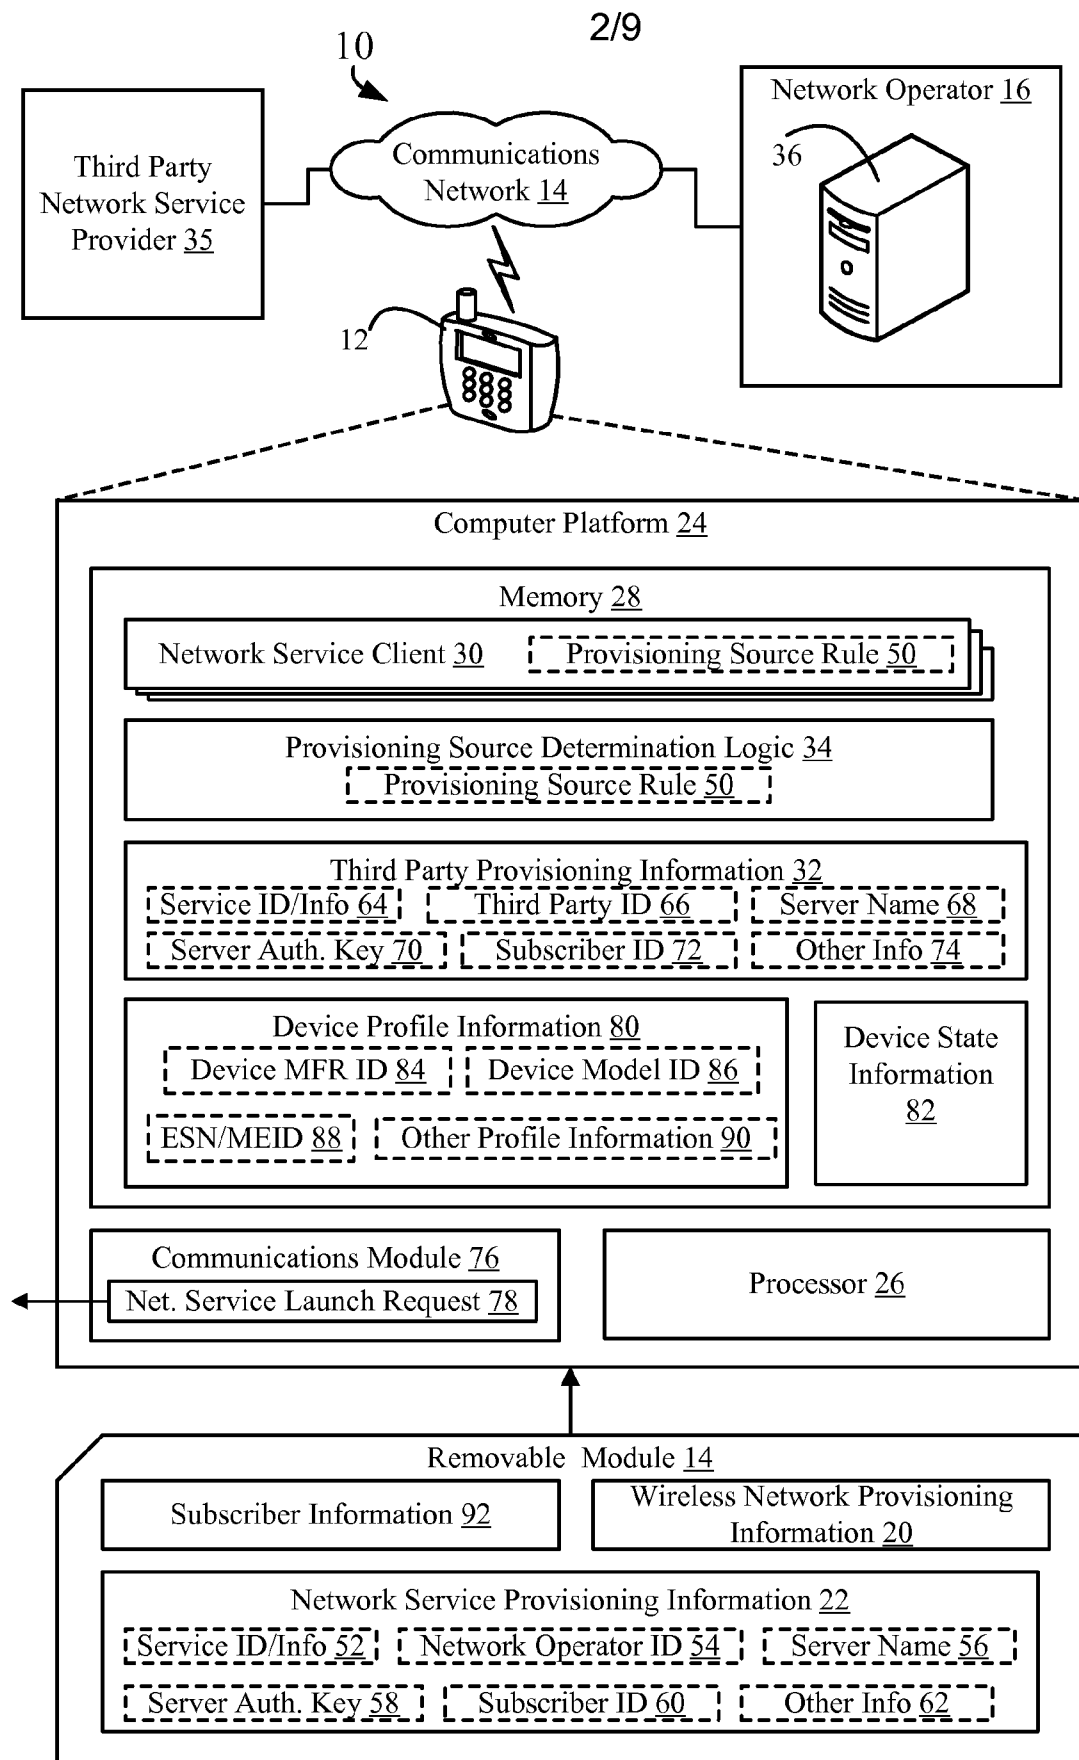 2/9
10
Third Party
Network Service
Provider 35
Communications
Network 14
Network Operator 16
36
12
Computer Platform 24
Memory 28
Network Service Client 30
Provisioning Source Rule 50
Provisioning Source Determination Logic 34
Provisioning Source Rule 50
Third Party Provisioning Information 32
Service ID/Info 64
Third Party ID 66
Server Name 68
Server Auth. Key 70
Subscriber ID 72
Other Info 74
Device Profile Information 80
Device MFR ID 84
Device Model ID 86
ESN/MEID 88
Other Profile Information 90
Device State
Information
82
Communications Module 76
Net. Service Launch Request 78
Processor 26
Removable Module 14
Subscriber Information 92
Wireless Network Provisioning
Information 20
Network Service Provisioning Information 22
Service ID/Info 52
Network Operator ID 54
Server Name 56
Server Auth. Key 58
Subscriber ID 60
Other Info 62